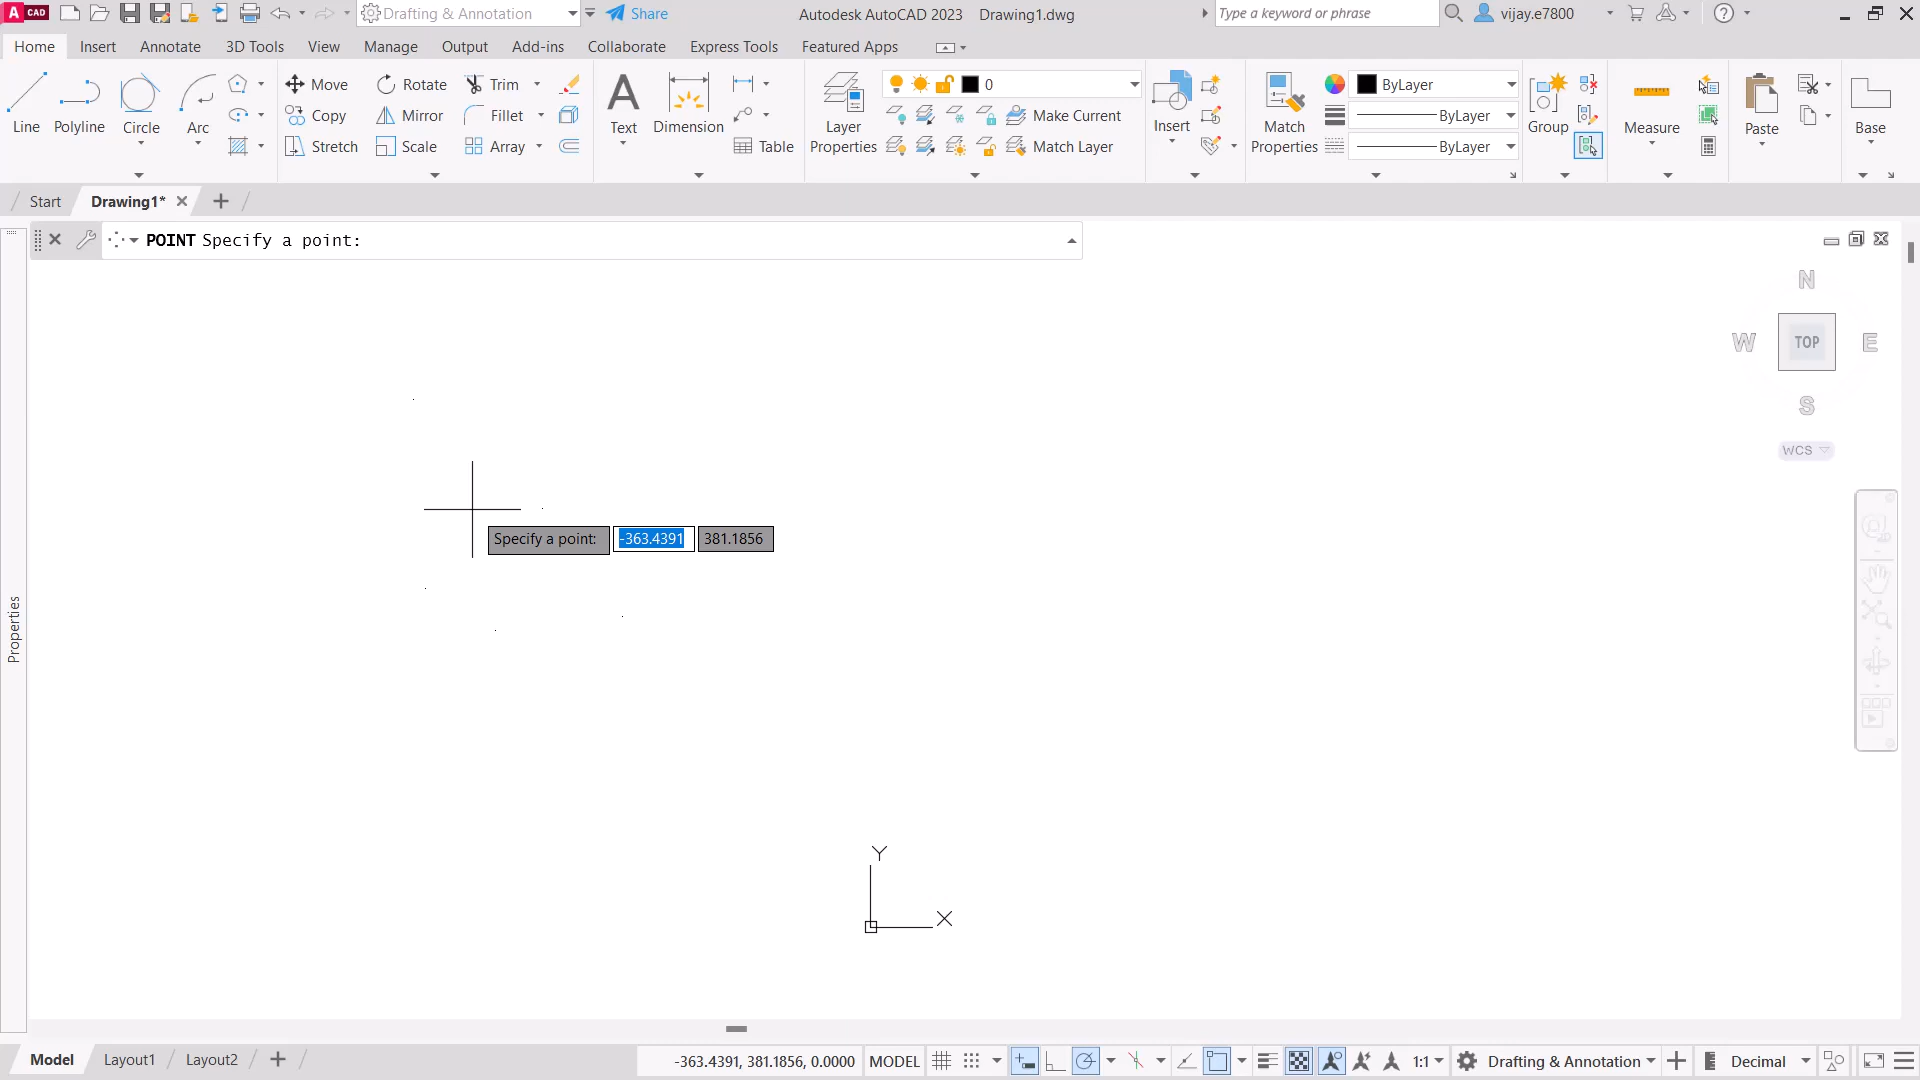 A CAD
Drafting & Annotation
Share
Autodesk AutoCAD 2023 Drawing1.dwg
Type a keyword or phrase
vijay.e7800
Home Insert Annotate 3D Tools View Manage Output Add-ins Collaborate Express Tools Featured Apps
Line Polyline Circle Arc
Move Rotate Trim
Copy Mirror Fillet
Stretch Scale Array
Text Dimension
Table
Layer Properties
0
Make Current
Match Layer
Insert
Match Properties
ByLayer
ByLayer
ByLayer
Group
Measure
Paste
Base
Start Drawing1*
POINT Specify a point:
N
W TOP E
S
WCS
Specify a point: -363.4391 381.1856
Properties
Y
X
Model Layout1 Layout2
-363.4391, 381.1856, 0.0000 MODEL 1:1 Drafting & Annotation Decimal